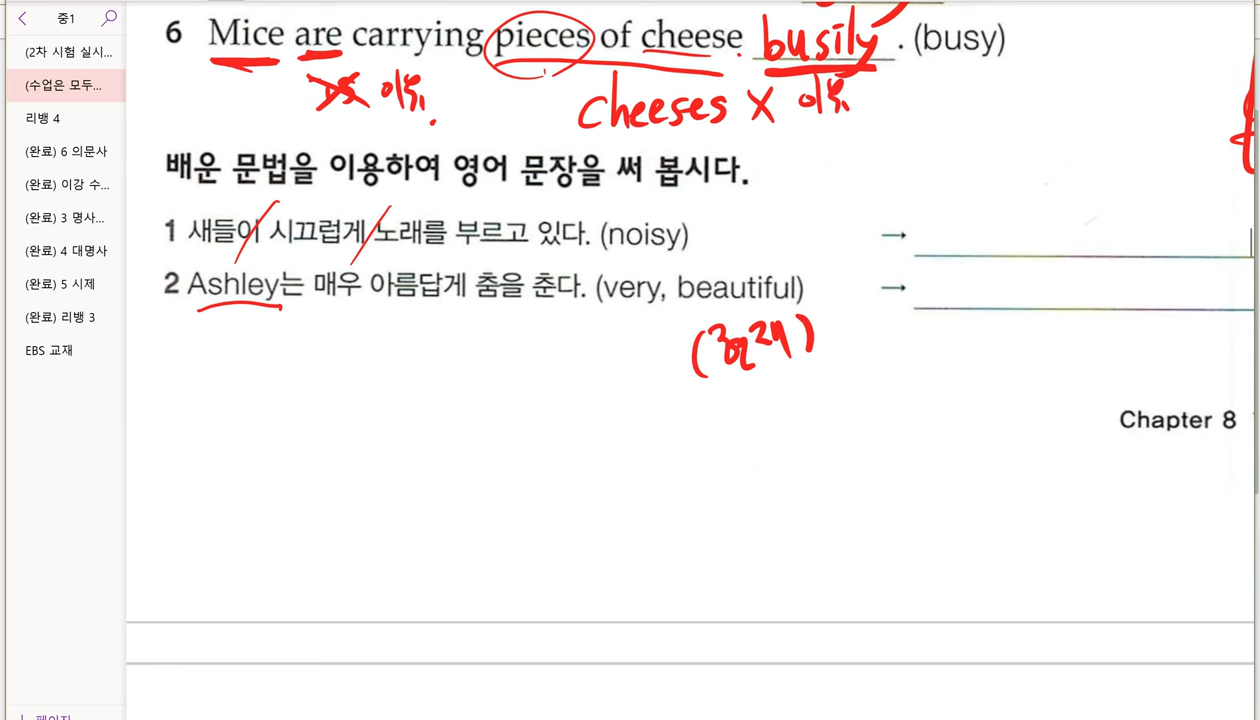 중1
(2차 시험 실시...
(수업은 모두...
리뱅 4
(완료) 6 의문사
(완료) 이강 수...
(완료) 3 명사...
(완료) 4 대명사
(완료) 5 시제
(완료) 리뱅 3
EBS 교재
6 Mice are carrying pieces of cheese busily . (busy)
이유.
cheeses X 이유.
배운 문법을 이용하여 영어 문장을 써 봅시다.
1 새들이 시끄럽게 노래를 부르고 있다. (noisy) →
2 Ashley는 매우 아름답게 춤을 춘다. (very, beautiful) →
Chapter 8